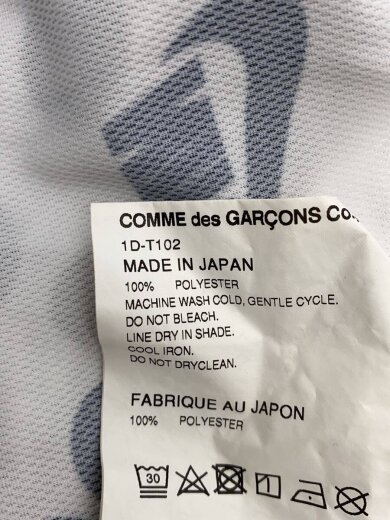 COMME des GARÇONS Co.
1D-T102
MADE IN JAPAN
100% POLYESTER
MACHINE WASH COLD, GENTLE CYCLE.
DO NOT BLEACH.
LINE DRY IN SHADE.
COOL IRON.
DO NOT DRYCLEAN.
FABRIQUE AU JAPON
100% POLYESTER
30